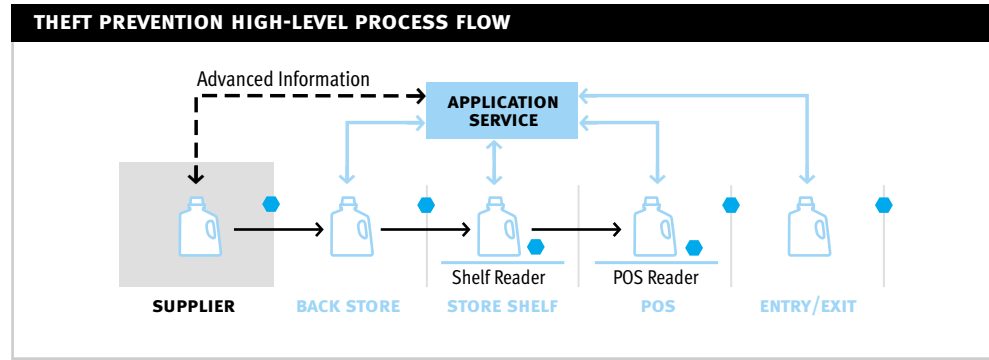 THEFT PREVENTION HIGH-LEVEL PROCESS FLOW
Advanced Information
APPLICATION
SERVICE
Shelf Reader
POS Reader
SUPPLIER
BACK STORE
STORE SHELF
POS
ENTRY/EXIT